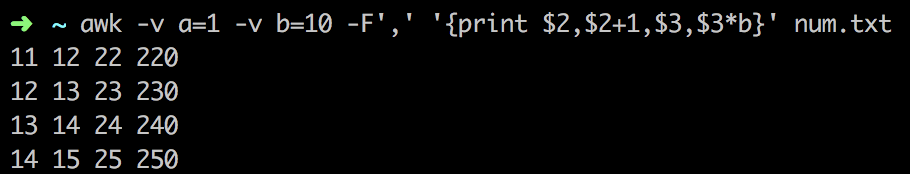 ➜ ~ awk -v a=1 -v b=10 -F',' '{print $2,$2+1,$3,$3*b}' num.txt
11 12 22 220
12 13 23 230
13 14 24 240
14 15 25 250